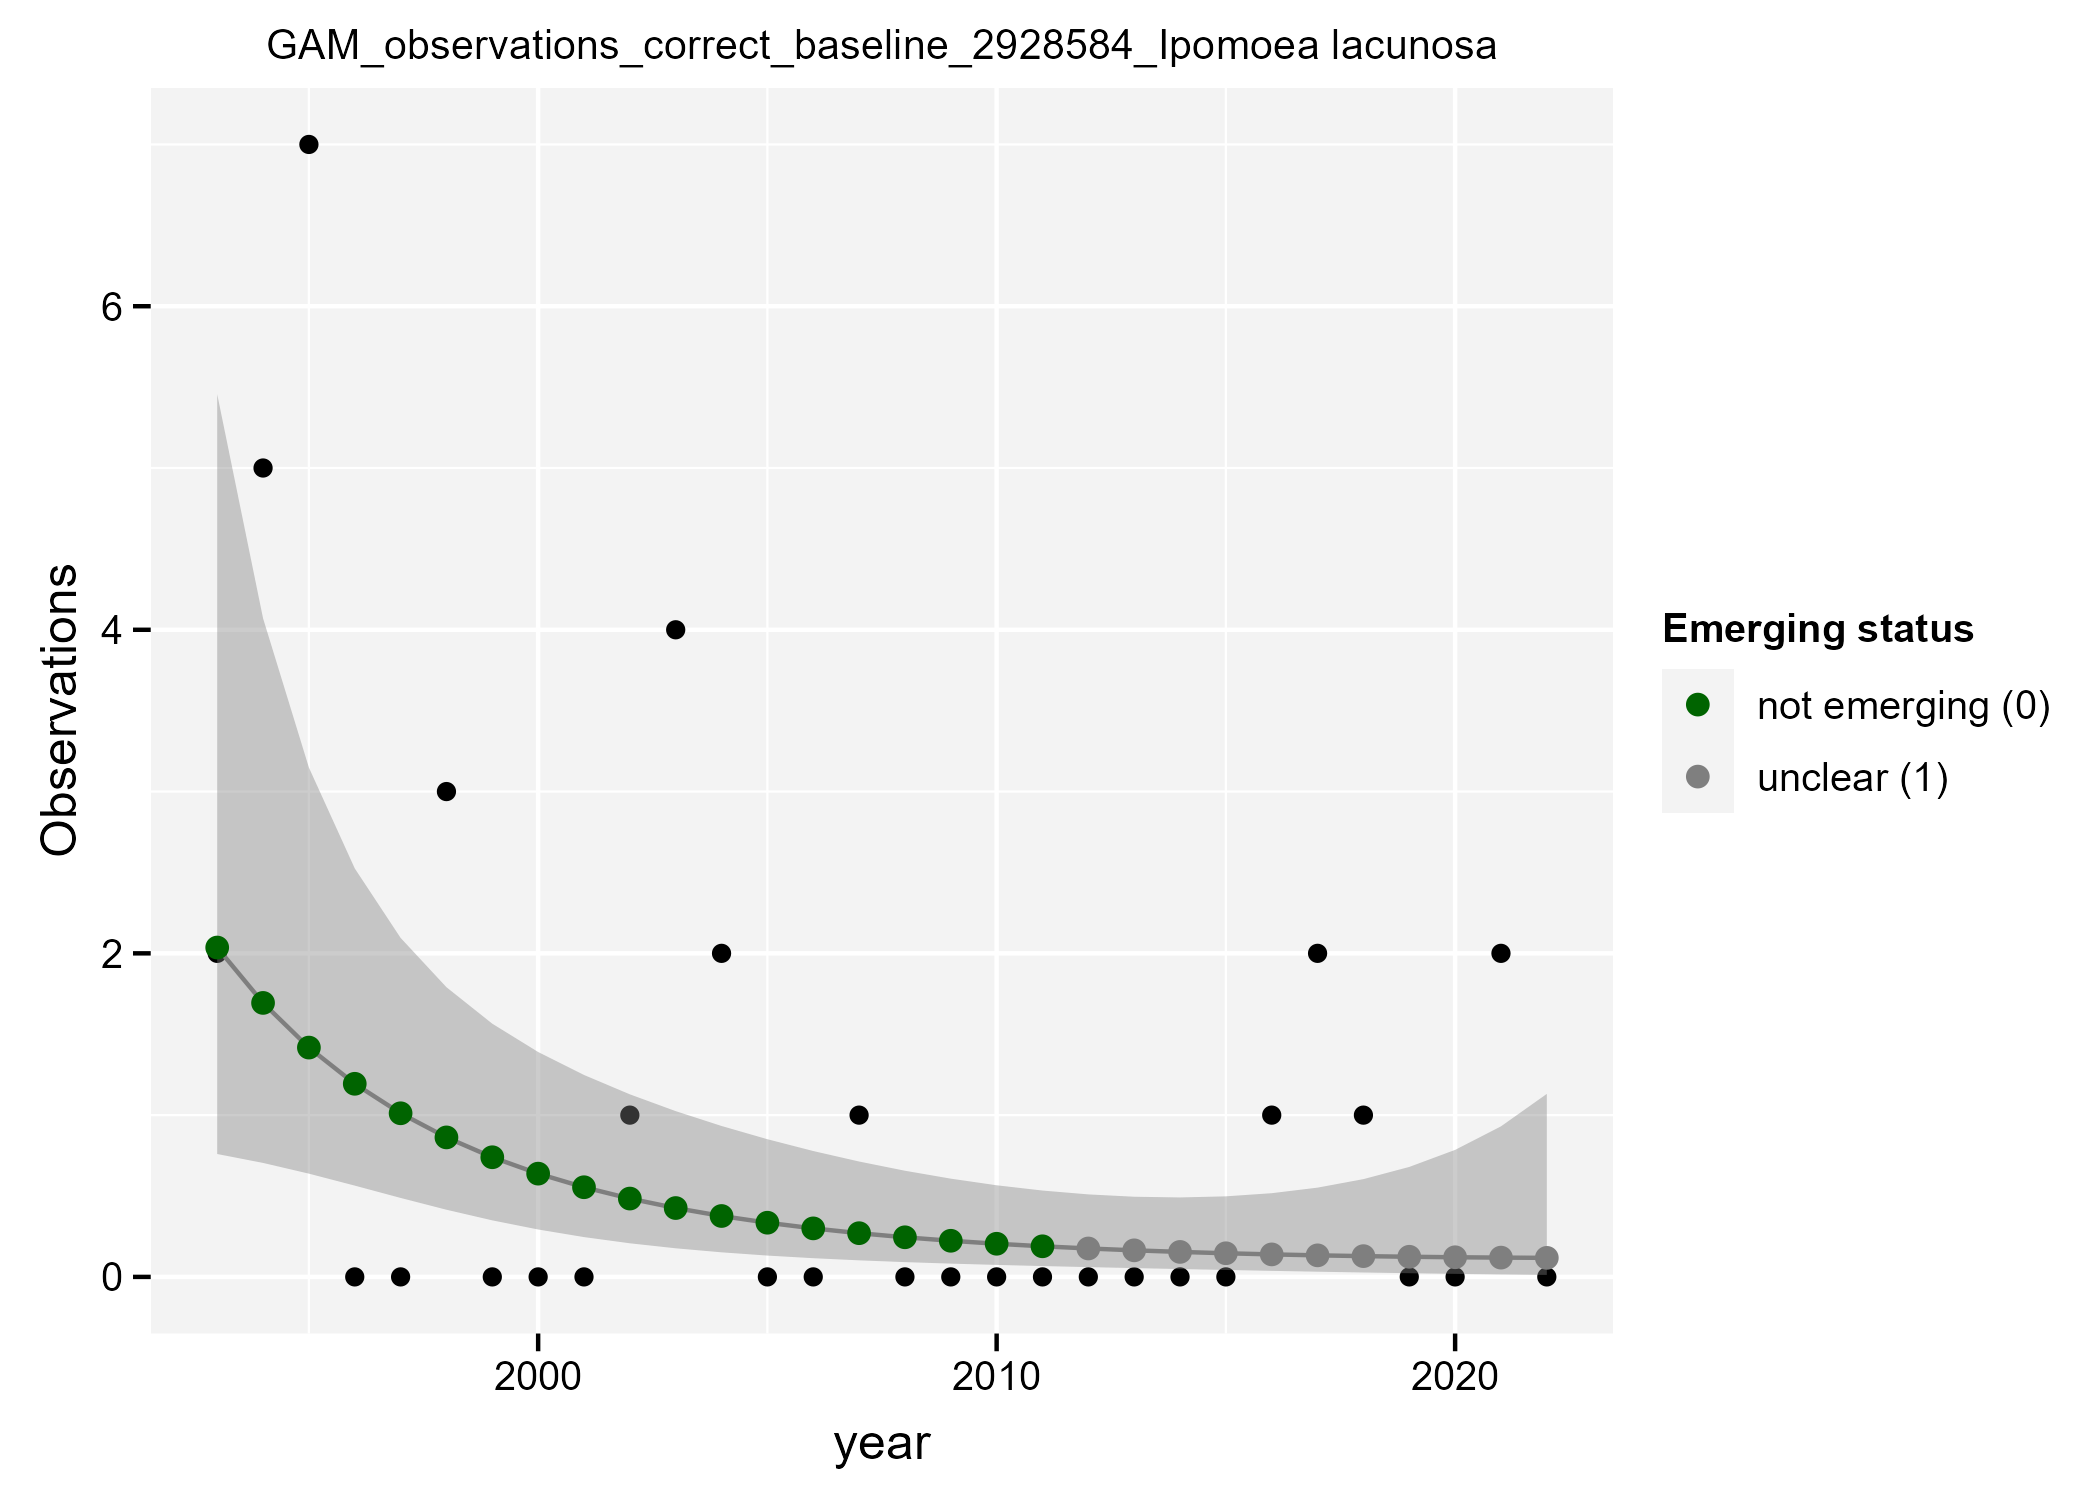 GAM_observations_correct_baseline_2928584_Ipomoea lacunosa
Observations
6
4
2
0
2000
2010
2020
year
Emerging status
not emerging (0)
unclear (1)